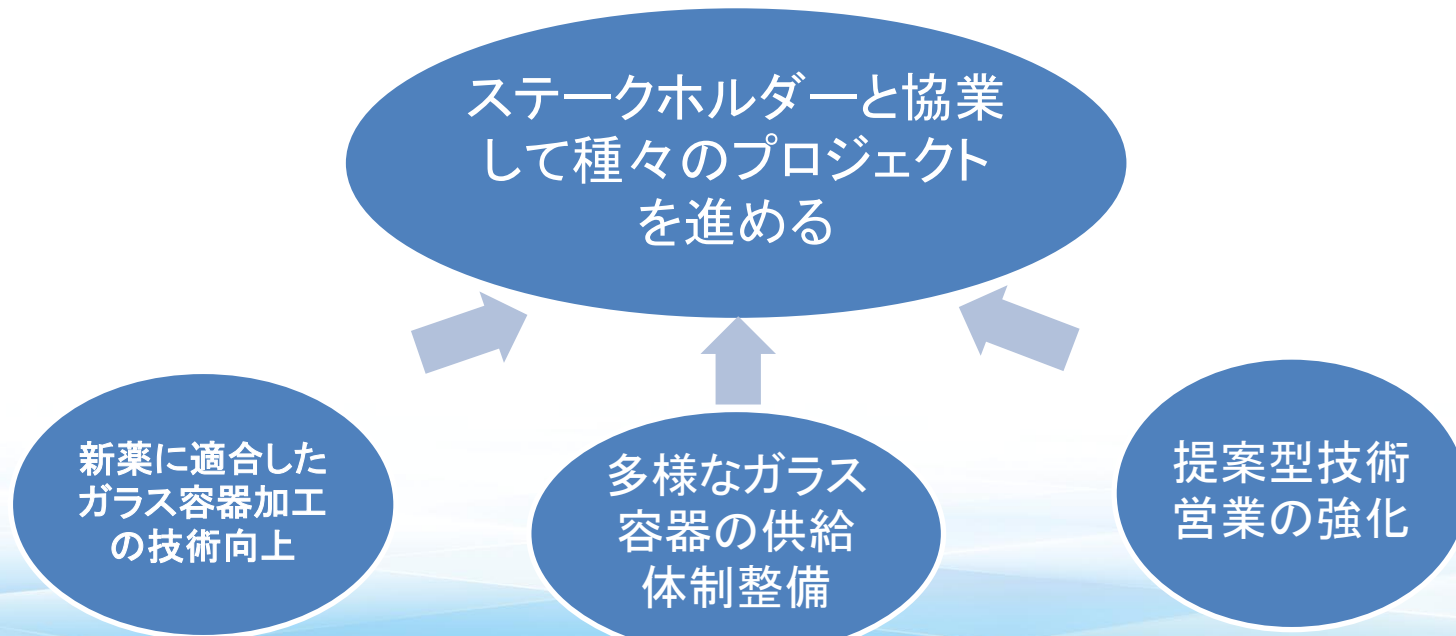 ステークホルダーと協業
して種々のプロジェクト
を進める
新薬に適合した
ガラス容器加工
の技術向上
多様なガラス
容器の供給
体制整備
提案型技術
営業の強化